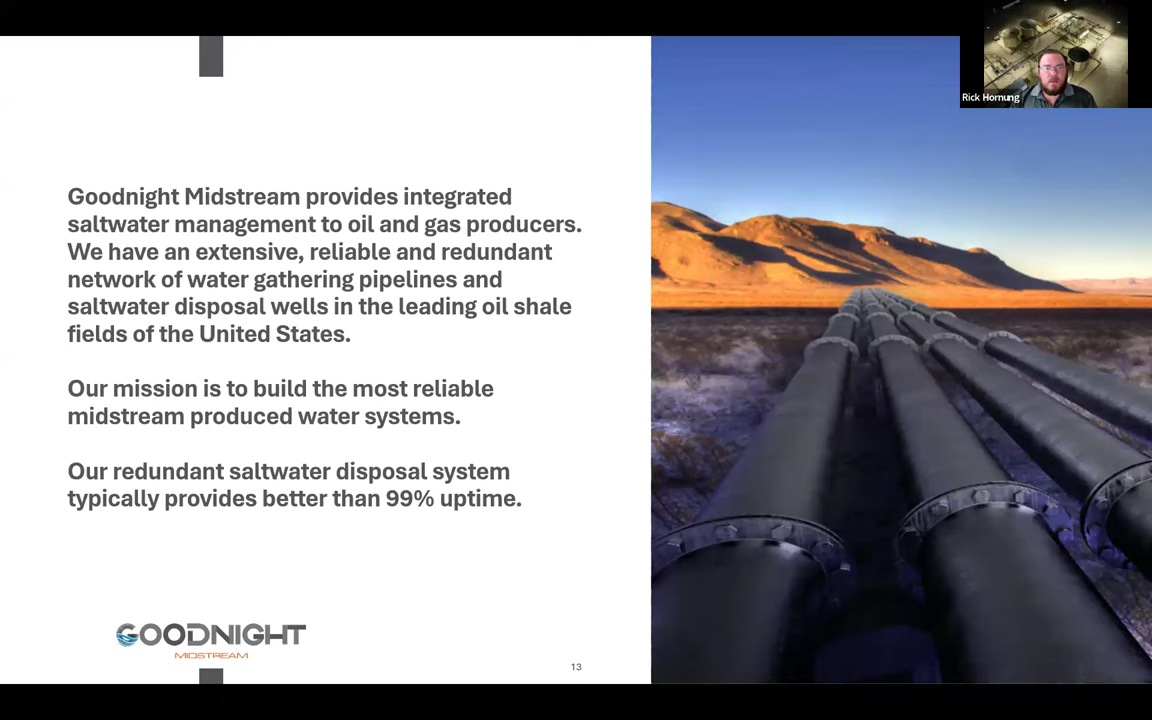 Rick Hornung
Goodnight Midstream provides integrated
saltwater management to oil and gas producers.
We have an extensive, reliable and redundant
network of water gathering pipelines and
saltwater disposal wells in the leading oil shale
fields of the United States.
Our mission is to build the most reliable
midstream produced water systems.
Our redundant saltwater disposal system
typically provides better than 99% uptime.
GOODNIGHT
MIDSTREAM
13